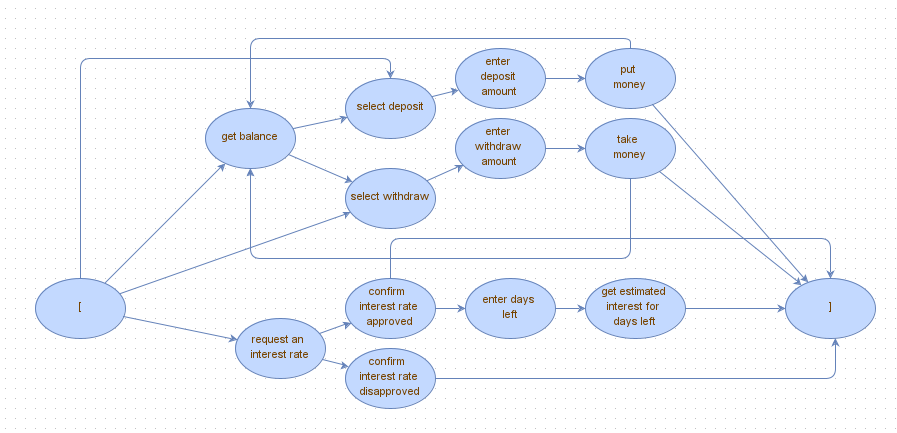 enter
deposit
amount
put
money
select deposit
get balance
enter
withdraw
amount
take
money
select withdraw
[
confirm
interest rate
approved
enter days
left
get estimated
interest for
days left
]
request an
interest rate
confirm
interest rate
disapproved